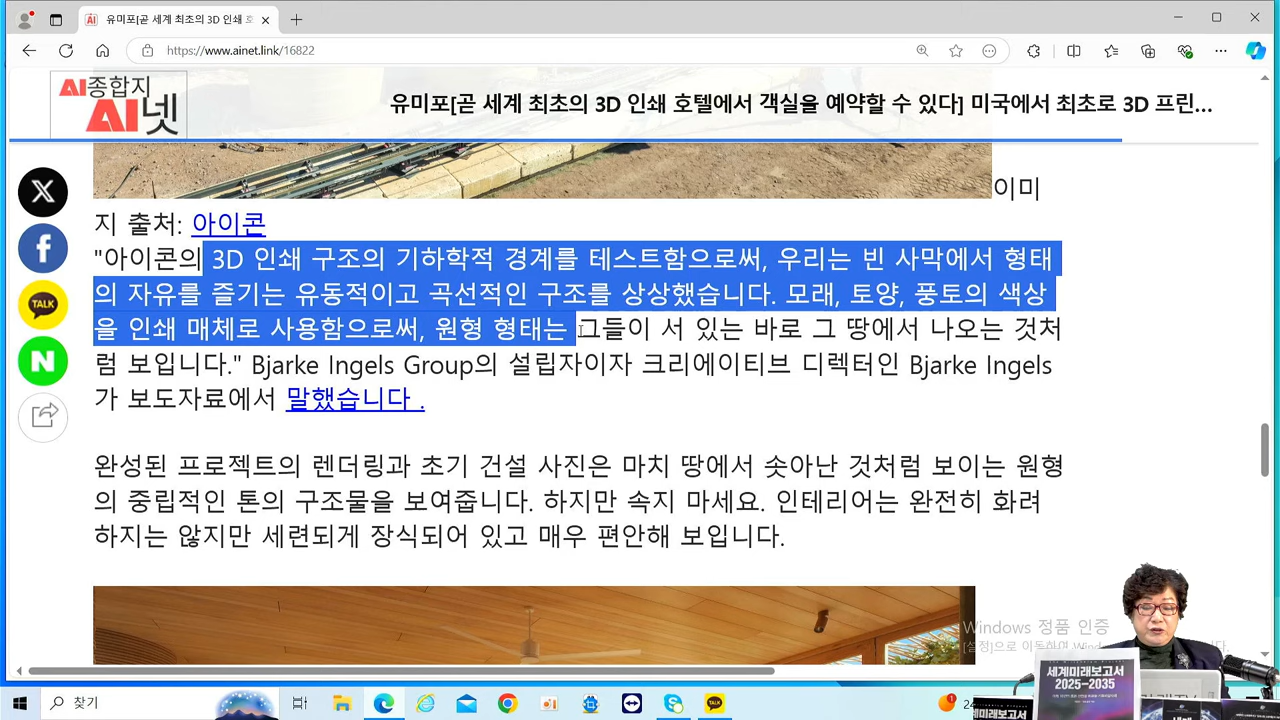 유미포[곧 세계 최초의 3D 인쇄 호
https://www.ainet.link/16822
AI종합지
AI넷
유미포[곧 세계 최초의 3D 인쇄 호텔에서 객실을 예약할 수 있다] 미국에서 최초로 3D 프린...
이미
지 출처: 아이콘
"아이콘의 3D 인쇄 구조의 기하학적 경계를 테스트함으로써, 우리는 빈 사막에서 형태
의 자유를 즐기는 유동적이고 곡선적인 구조를 상상했습니다. 모래, 토양, 풍토의 색상
을 인쇄 매체로 사용함으로써, 원형 형태는 그들이 서 있는 바로 그 땅에서 나오는 것처
럼 보입니다." Bjarke Ingels Group의 설립자이자 크리에이티브 디렉터인 Bjarke Ingels
가 보도자료에서 말했습니다 .
완성된 프로젝트의 렌더링과 초기 건설 사진은 마치 땅에서 솟아난 것처럼 보이는 원형
의 중립적인 톤의 구조물을 보여줍니다. 하지만 속지 마세요. 인테리어는 완전히 화려
하지는 않지만 세련되게 장식되어 있고 매우 편안해 보입니다.
TALK
N
Windows 정품 인증
[설정]으로 이동하여
세계미래보고서
2025-2035
찾기
TALK